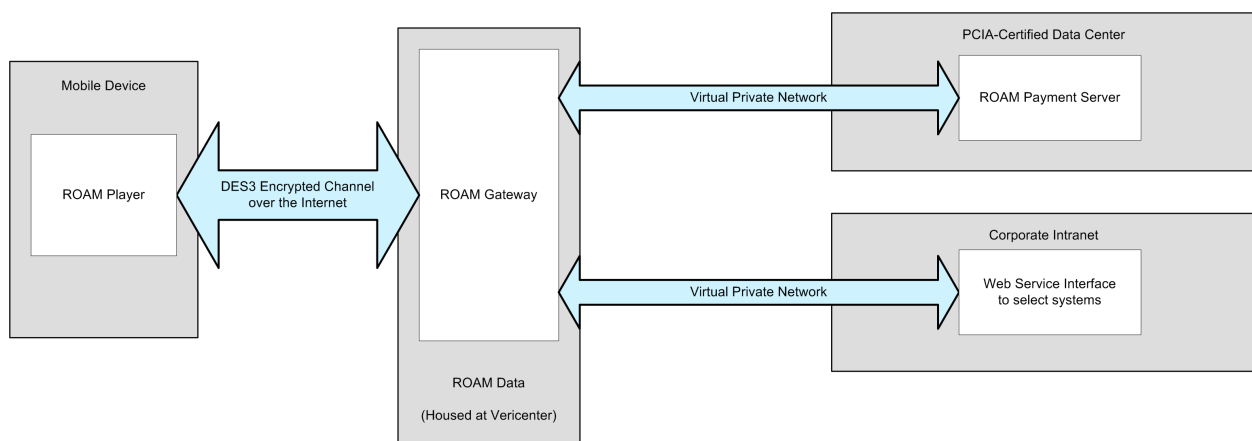 Mobile Device
ROAM Player
DES3 Encrypted Channel
over the Internet
ROAM Gateway
ROAM Data
(Housed at Vericenter)
Virtual Private Network
PCIA-Certified Data Center
ROAM Payment Server
Virtual Private Network
Corporate Intranet
Web Service Interface
to select systems